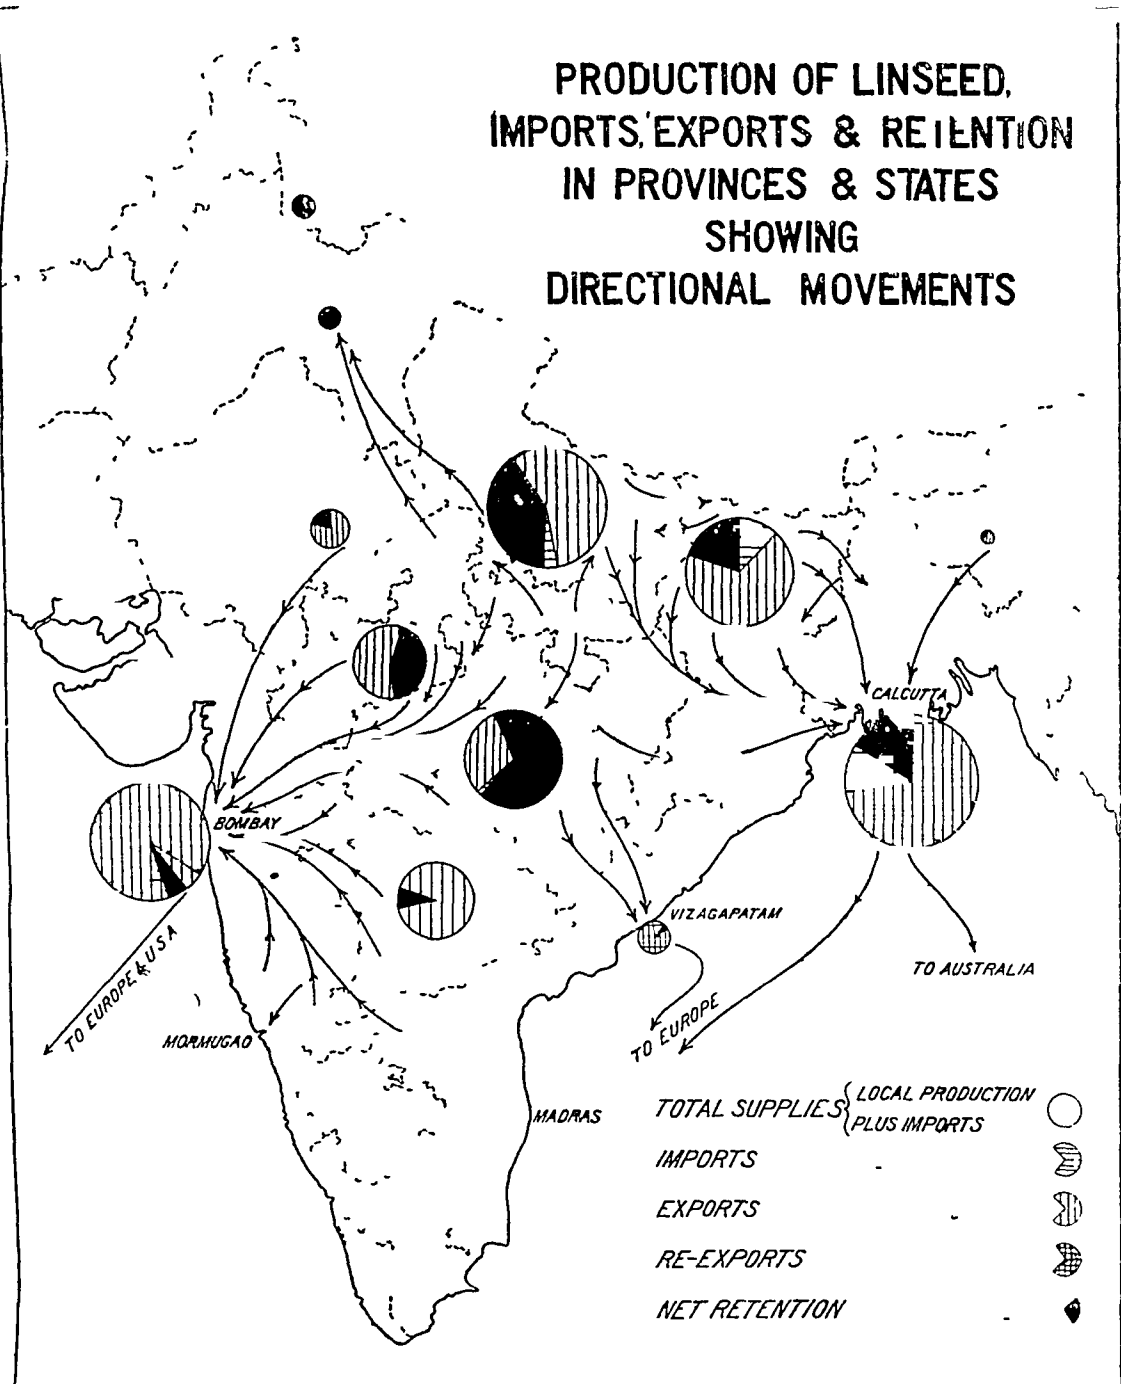 PRODUCTION OF LINSEED,
IMPORTS, EXPORTS & RETENTION
IN PROVINCES & STATES
SHOWING
DIRECTIONAL MOVEMENTS
CALCUTTA
BOMBAY
VIZAGAPATAM
TO AUSTRALIA
TO EUROPE & USA
TO EUROPE
MORMUGAO
MADRAS
TOTAL SUPPLIES { LOCAL PRODUCTION
PLUS IMPORTS
IMPORTS
EXPORTS
RE-EXPORTS
NET RETENTION